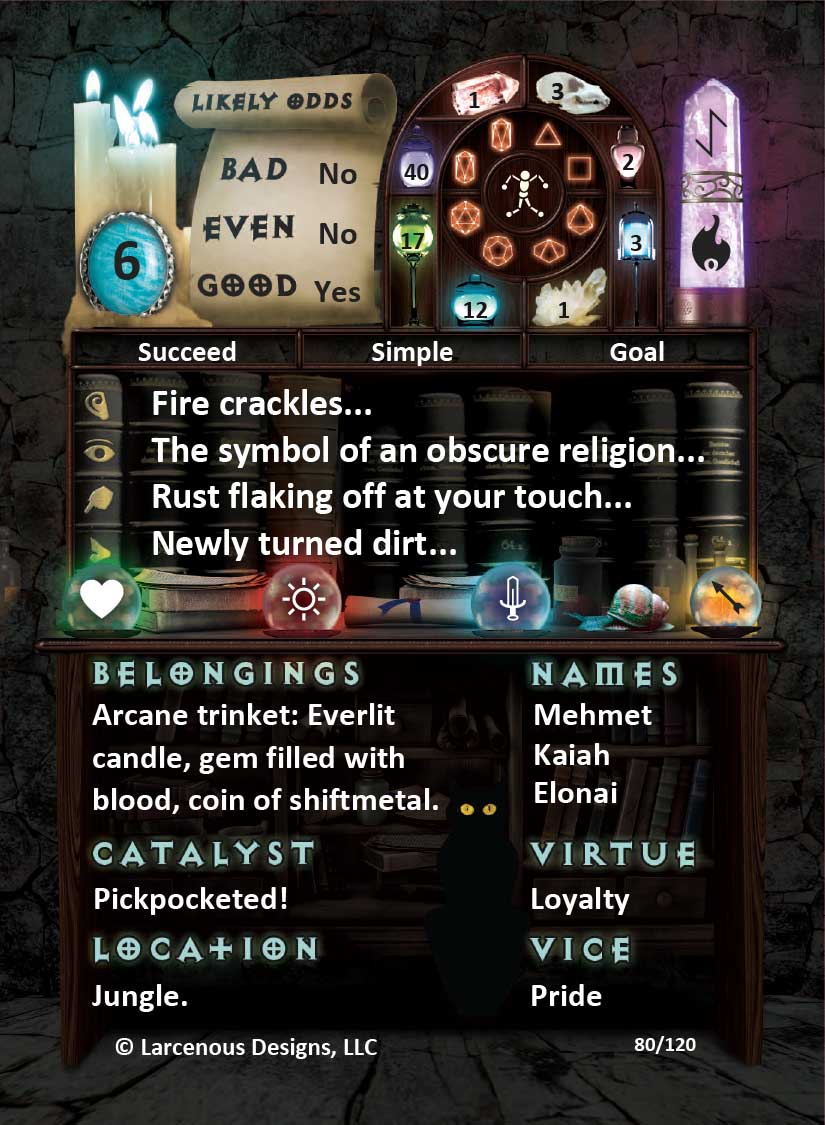 LIKELY ODDS
BAD No
EVEN No
GOOD Yes
6
1
3
40
2
17
3
12
1
Succeed Simple Goal
Fire crackles...
The symbol of an obscure religion...
Rust flaking off at your touch...
Newly turned dirt...
BELONGINGS
Arcane trinket: Everlit
candle, gem filled with
blood, coin of shiftmetal.
NAMES
Mehmet
Kaiah
Elonai
CATALYST
Pickpocketed!
VIRTUE
Loyalty
LOCATION
Jungle.
VICE
Pride
© Larcenous Designs, LLC
80/120